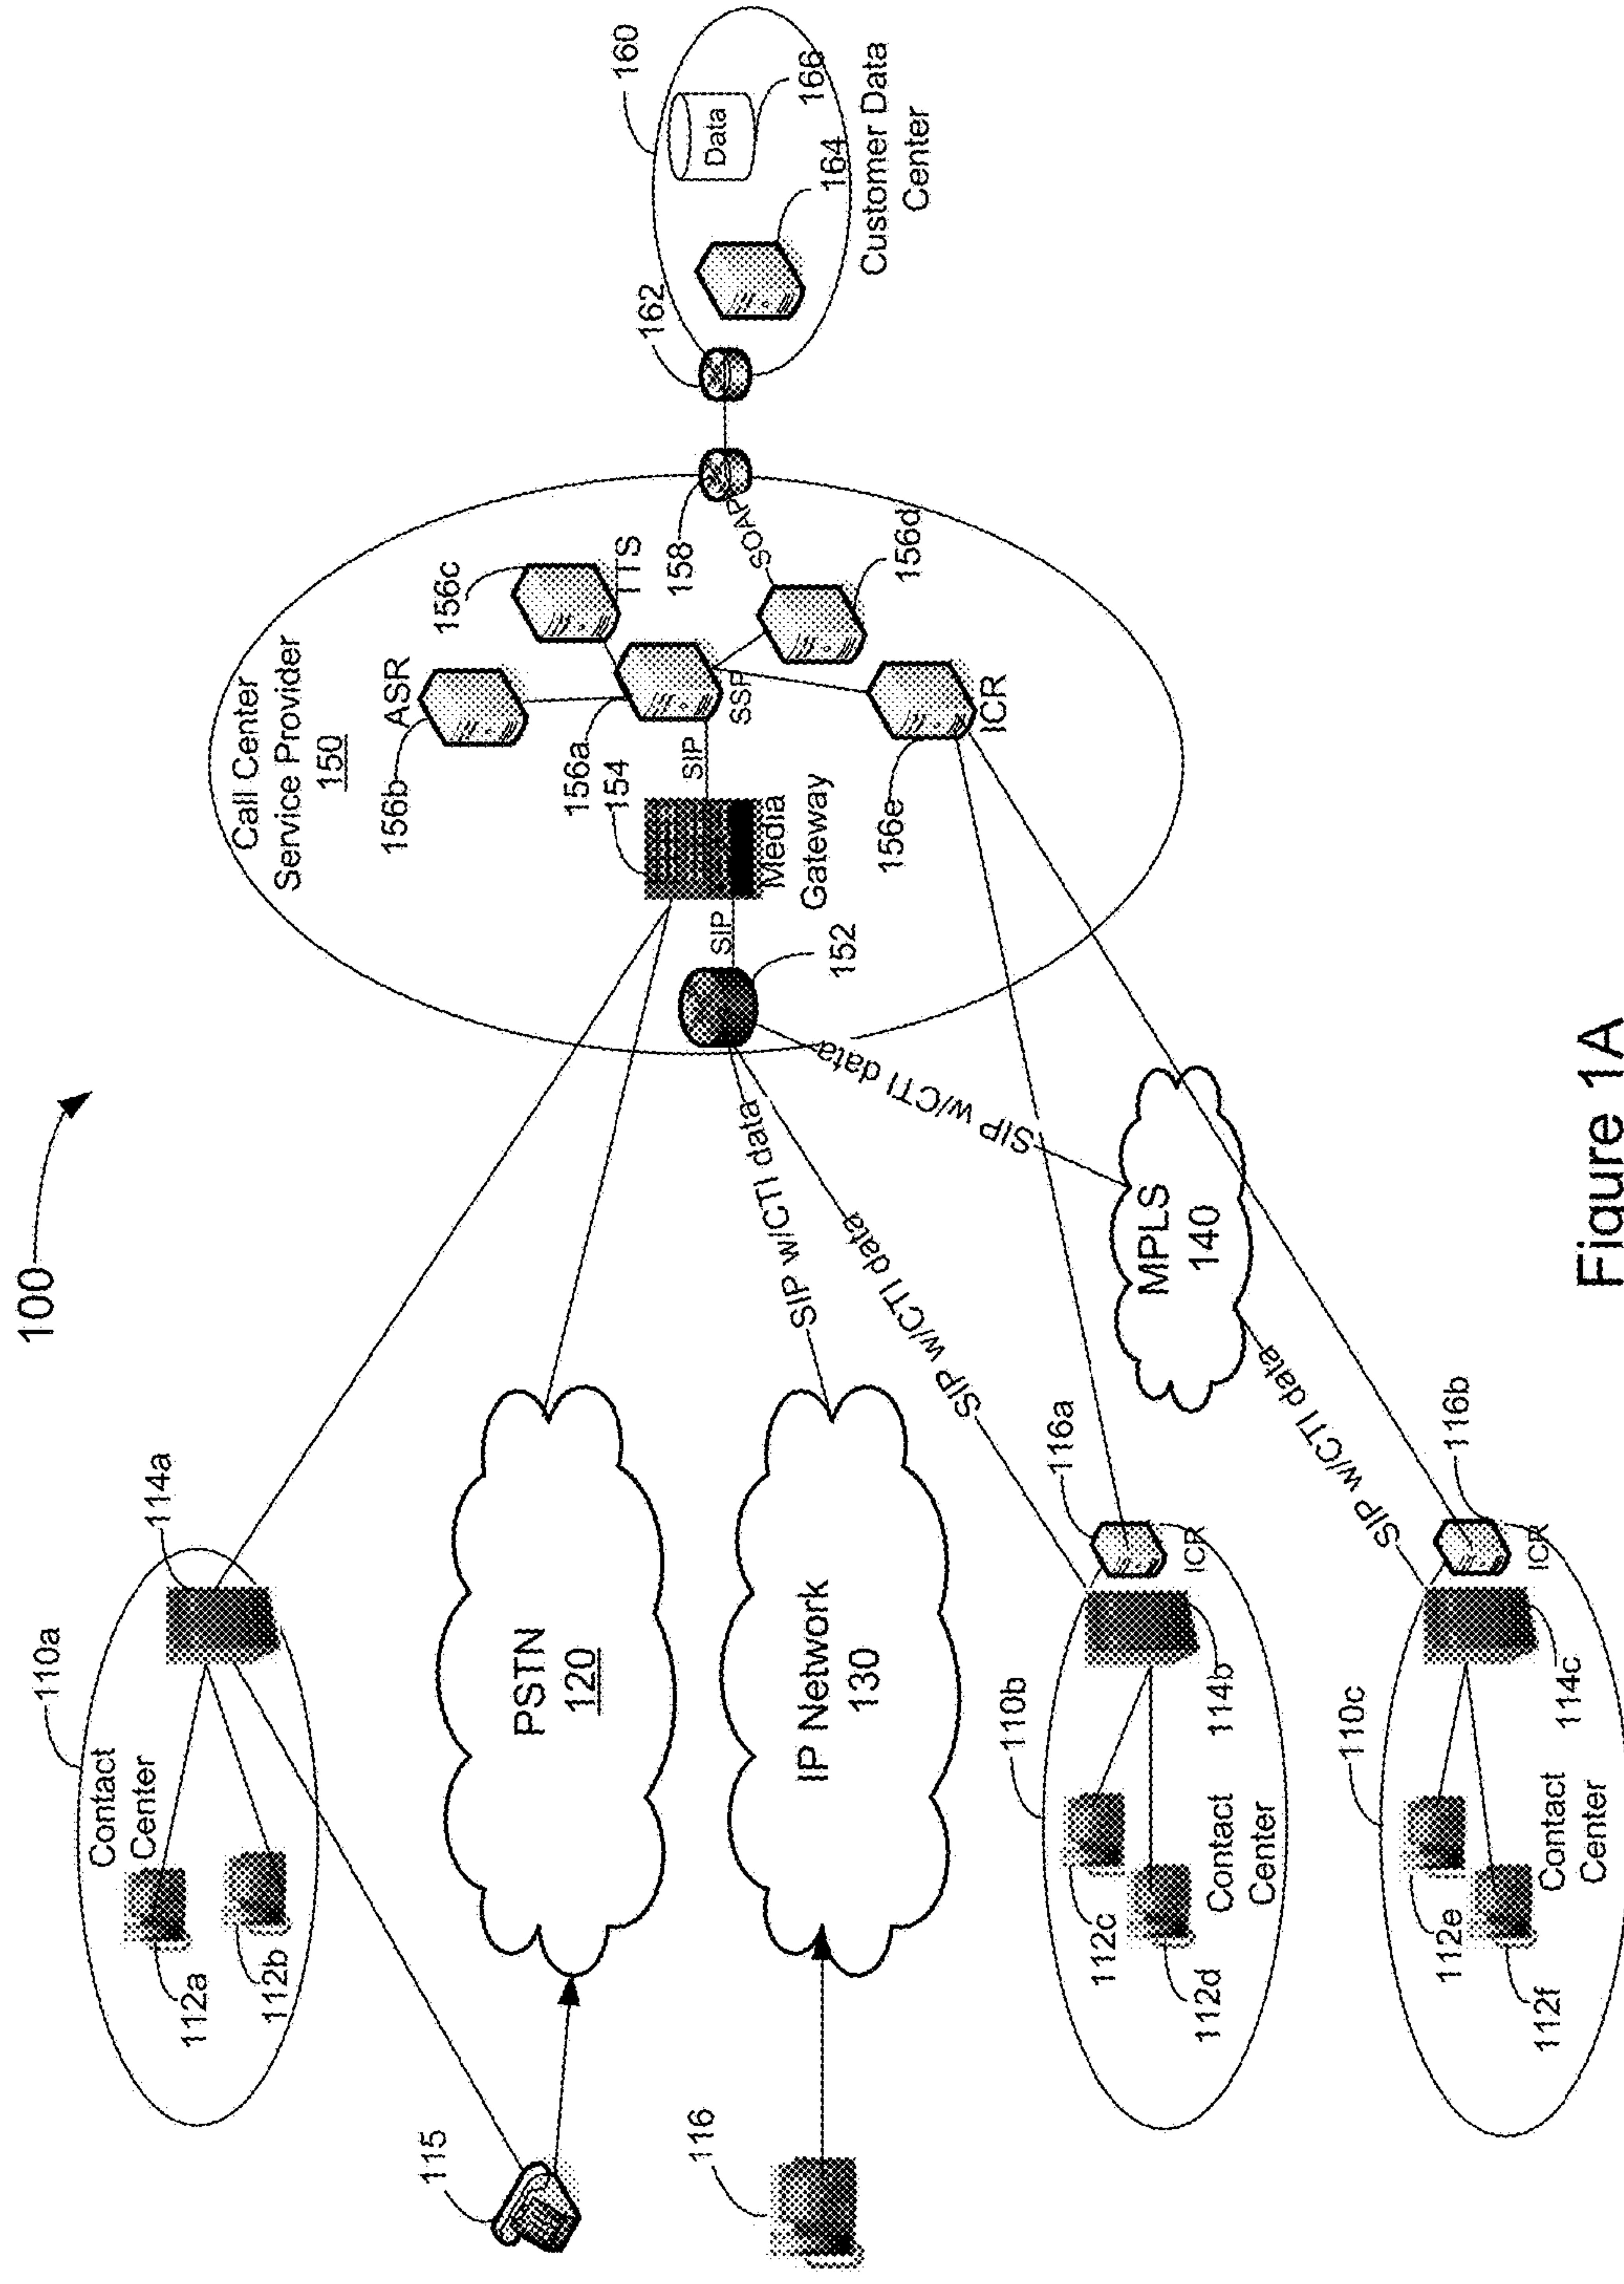 100
110a
Contact
Center
112a
112b
114a
115
PSTN
120
116
IP Network
130
110b
112c
112d
Contact
Center
114b
116a
ICR
110c
112e
112f
Contact
Center
114c
116b
ICR
MPLS
140
SIP w/CTI data
SIP w/CTI data
SIP w/CTI data
SIP w/CTI data
Call Center
Service Provider
150
152
SIP
154
Media
Gateway
SIP
156a
SSP
156b
ASR
156c
TTS
156d
SOAP
156e
ICR
158
160
162
164
Data
166
Customer Data
Center
Figure 1A